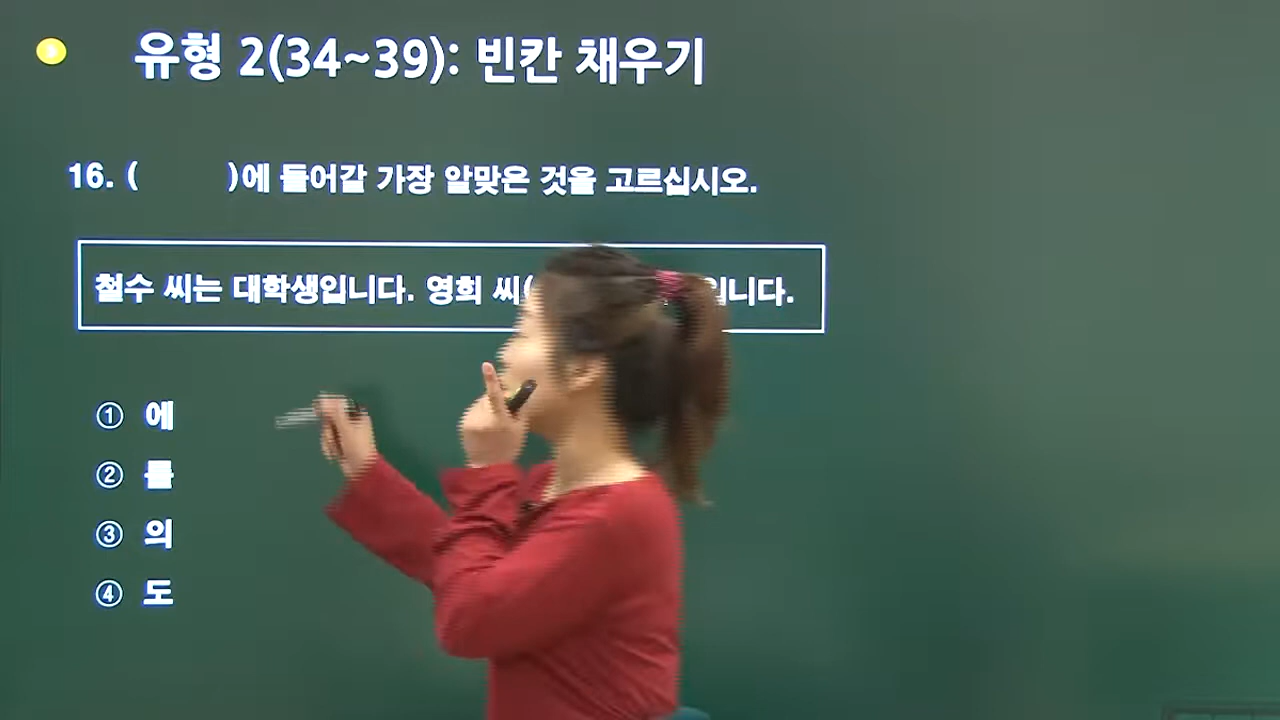 유형 2(34~39): 빈칸 채우기
16. (        )에 들어갈 가장 알맞은 것을 고르십시오.
철수 씨는 대학생입니다. 영희 씨( 입니다.
① 에
② 를
③ 의
④ 도